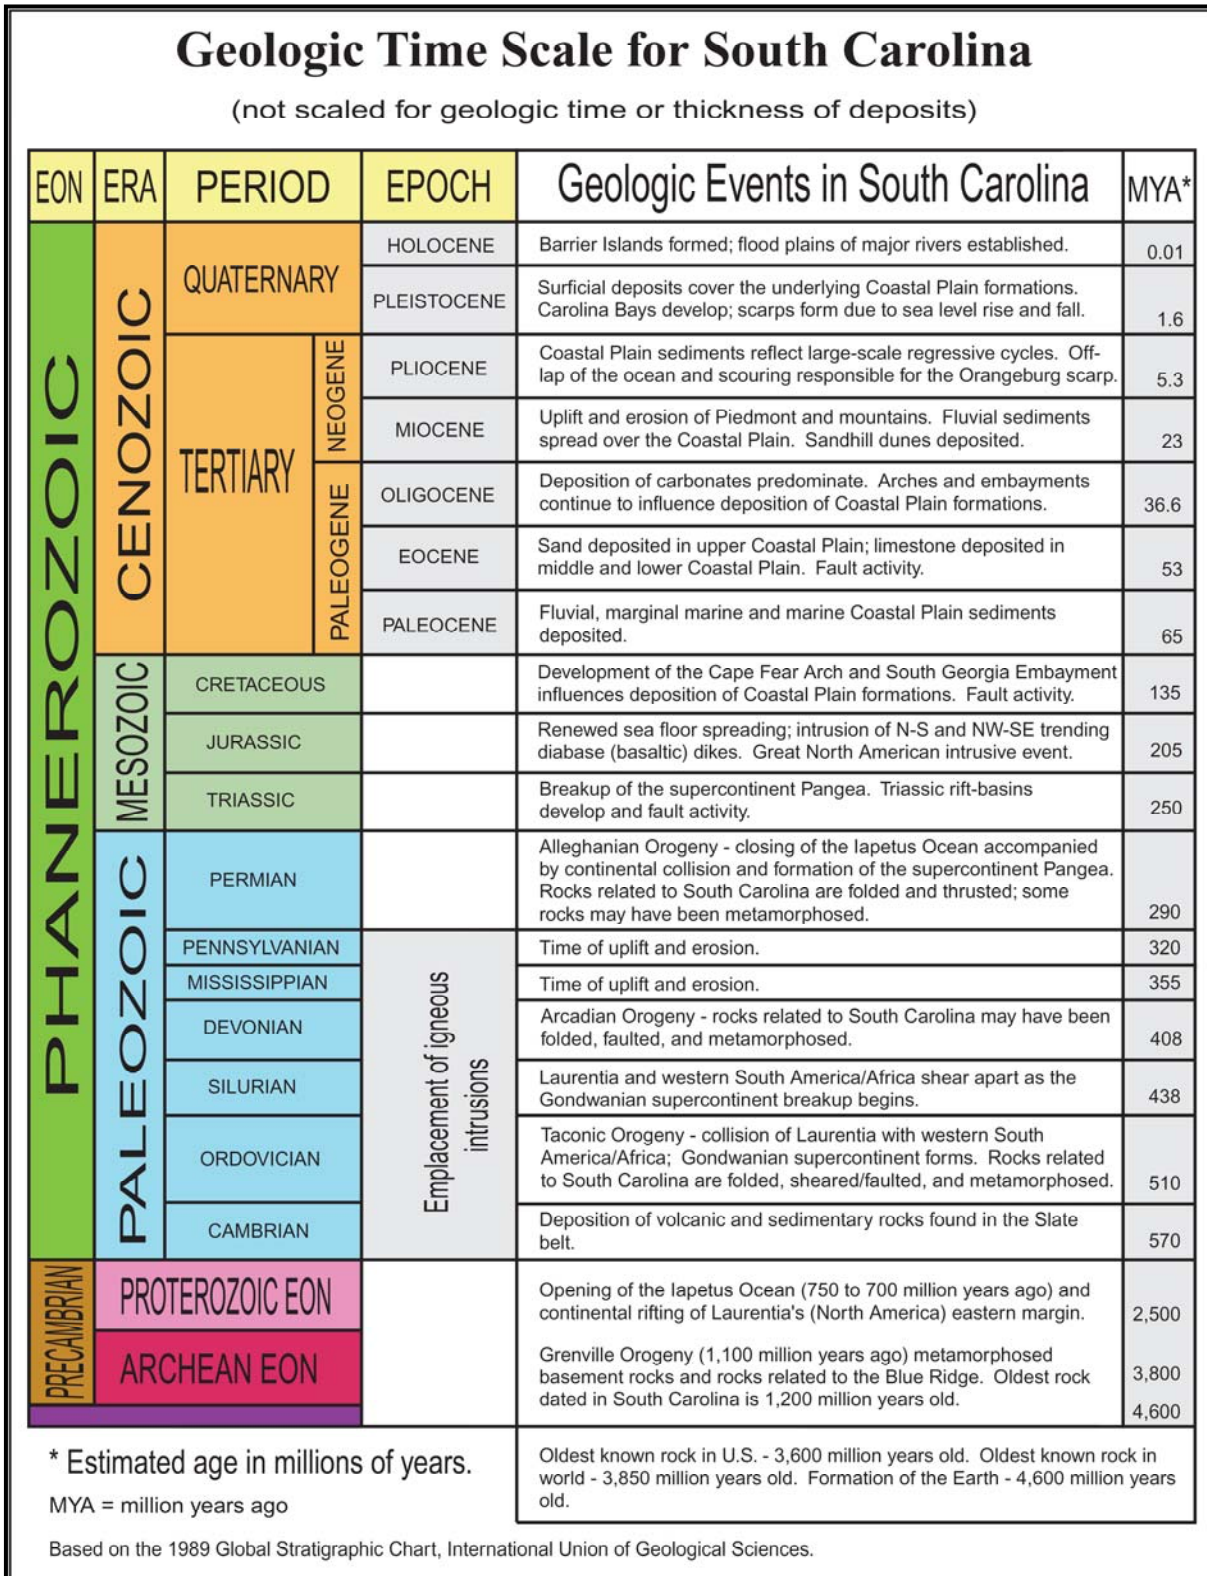 Geologic Time Scale for South Carolina
(not scaled for geologic time or thickness of deposits)
EON ERA PERIOD EPOCH Geologic Events in South Carolina MYA*
PHANEROZOIC
CENOZOIC
QUATERNARY
HOLOCENE
Barrier Islands formed; flood plains of major rivers established.
0.01
PLEISTOCENE
Surficial deposits cover the underlying Coastal Plain formations.
Carolina Bays develop; scarps form due to sea level rise and fall.
1.6
TERTIARY
NEOGENE
PLIOCENE
Coastal Plain sediments reflect large-scale regressive cycles. Off-
lap of the ocean and scouring responsible for the Orangeburg scarp.
5.3
MIOCENE
Uplift and erosion of Piedmont and mountains. Fluvial sediments
spread over the Coastal Plain. Sandhill dunes deposited.
23
PALEOGENE
OLIGOCENE
Deposition of carbonates predominate. Arches and embayments
continue to influence deposition of Coastal Plain formations.
36.6
EOCENE
Sand deposited in upper Coastal Plain; limestone deposited in
middle and lower Coastal Plain. Fault activity.
53
PALEOCENE
Fluvial, marginal marine and marine Coastal Plain sediments
deposited.
65
MESOZOIC
CRETACEOUS
Development of the Cape Fear Arch and South Georgia Embayment
influences deposition of Coastal Plain formations. Fault activity.
135
JURASSIC
Renewed sea floor spreading; intrusion of N-S and NW-SE trending
diabase (basaltic) dikes. Great North American intrusive event.
205
TRIASSIC
Breakup of the supercontinent Pangea. Triassic rift-basins
develop and fault activity.
250
PALEOZOIC
PERMIAN
Alleghanian Orogeny - closing of the Iapetus Ocean accompanied
by continental collision and formation of the supercontinent Pangea.
Rocks related to South Carolina are folded and thrusted; some
rocks may have been metamorphosed.
290
Emplacement of igneous
intrusions
PENNSYLVANIAN
Time of uplift and erosion.
320
MISSISSIPPIAN
Time of uplift and erosion.
355
DEVONIAN
Arcadian Orogeny - rocks related to South Carolina may have been
folded, faulted, and metamorphosed.
408
SILURIAN
Laurentia and western South America/Africa shear apart as the
Gondwanian supercontinent breakup begins.
438
ORDOVICIAN
Taconic Orogeny - collision of Laurentia with western South
America/Africa; Gondwanian supercontinent forms. Rocks related
to South Carolina are folded, sheared/faulted, and metamorphosed.
510
CAMBRIAN
Deposition of volcanic and sedimentary rocks found in the Slate
belt.
570
PRECAMBRIAN
PROTEROZOIC EON
Opening of the Iapetus Ocean (750 to 700 million years ago) and
continental rifting of Laurentia's (North America) eastern margin.
2,500
ARCHEAN EON
Grenville Orogeny (1,100 million years ago) metamorphosed
basement rocks and rocks related to the Blue Ridge. Oldest rock
dated in South Carolina is 1,200 million years old.
3,800
4,600
* Estimated age in millions of years.
MYA = million years ago
Oldest known rock in U.S. - 3,600 million years old. Oldest known rock in
world - 3,850 million years old. Formation of the Earth - 4,600 million years
old.
Based on the 1989 Global Stratigraphic Chart, International Union of Geological Sciences.